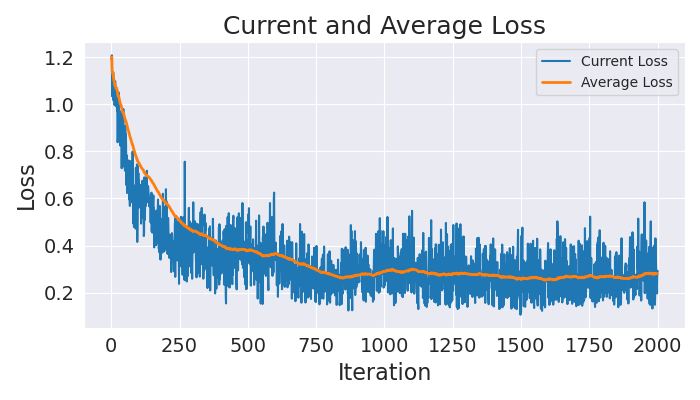 Current and Average Loss
Current Loss
Average Loss
Loss
1.2
1.0
0.8
0.6
0.4
0.2
0 250 500 750 1000 1250 1500 1750 2000
Iteration